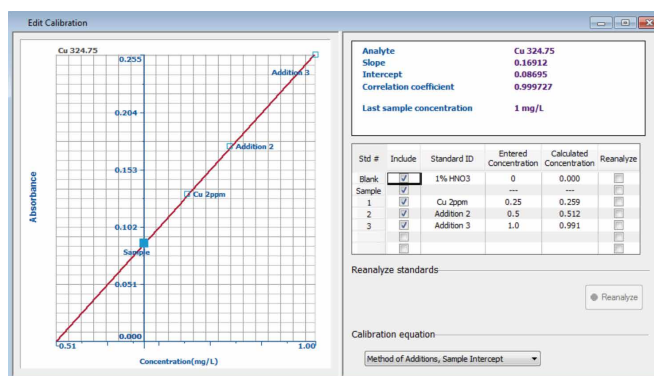 Edit Calibration
Cu 324.75
0.255
Addition 3
0.204
Addition 2
0.153
Cu 2ppm
0.102
Sample
0.051
0.000
-0.51
1.00
Absorbance
Concentration(mg/L)
Analyte Cu 324.75
Slope 0.16912
Intercept 0.08695
Correlation coefficient 0.999727
Last sample concentration 1 mg/L
Std # Include Standard ID Entered Concentration Calculated Concentration Reanalyze
Blank 1% HNO3 0 0.000
Sample --- ---
1 Cu 2ppm 0.25 0.259
2 Addition 2 0.5 0.512
3 Addition 3 1.0 0.991
Reanalyze standards
Reanalyze
Calibration equation
Method of Additions, Sample Intercept